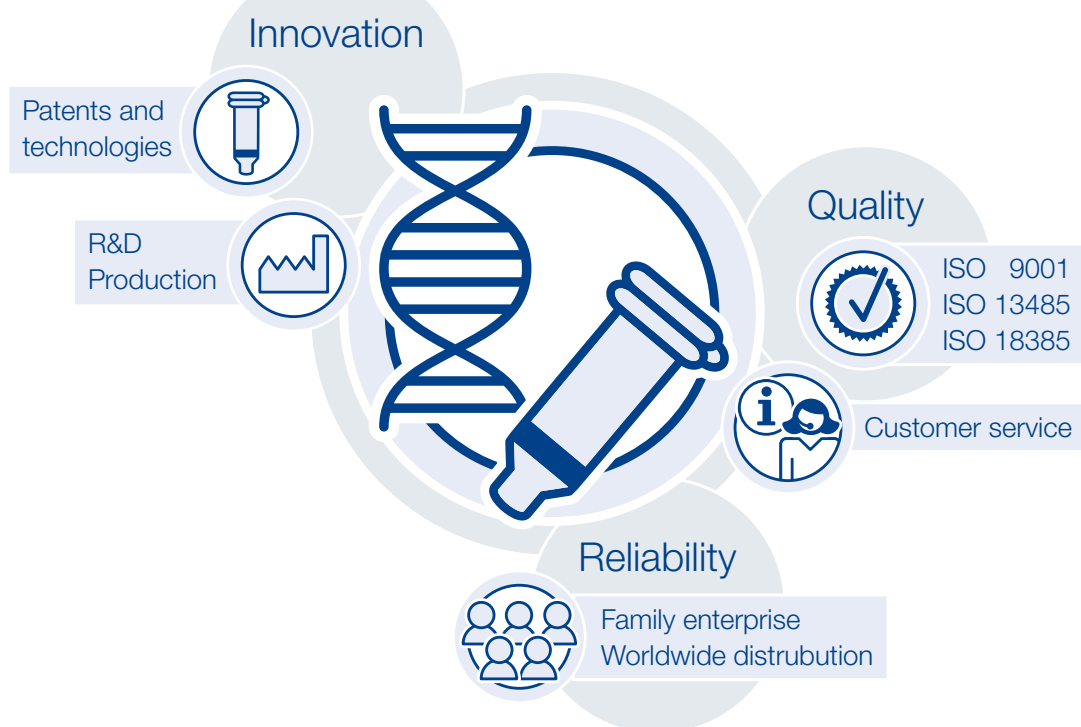 Innovation
Patents and
technologies
R&D
Production
Quality
ISO 9001
ISO 13485
ISO 18385
i
Customer service
Reliability
Family enterprise
Worldwide distrubution